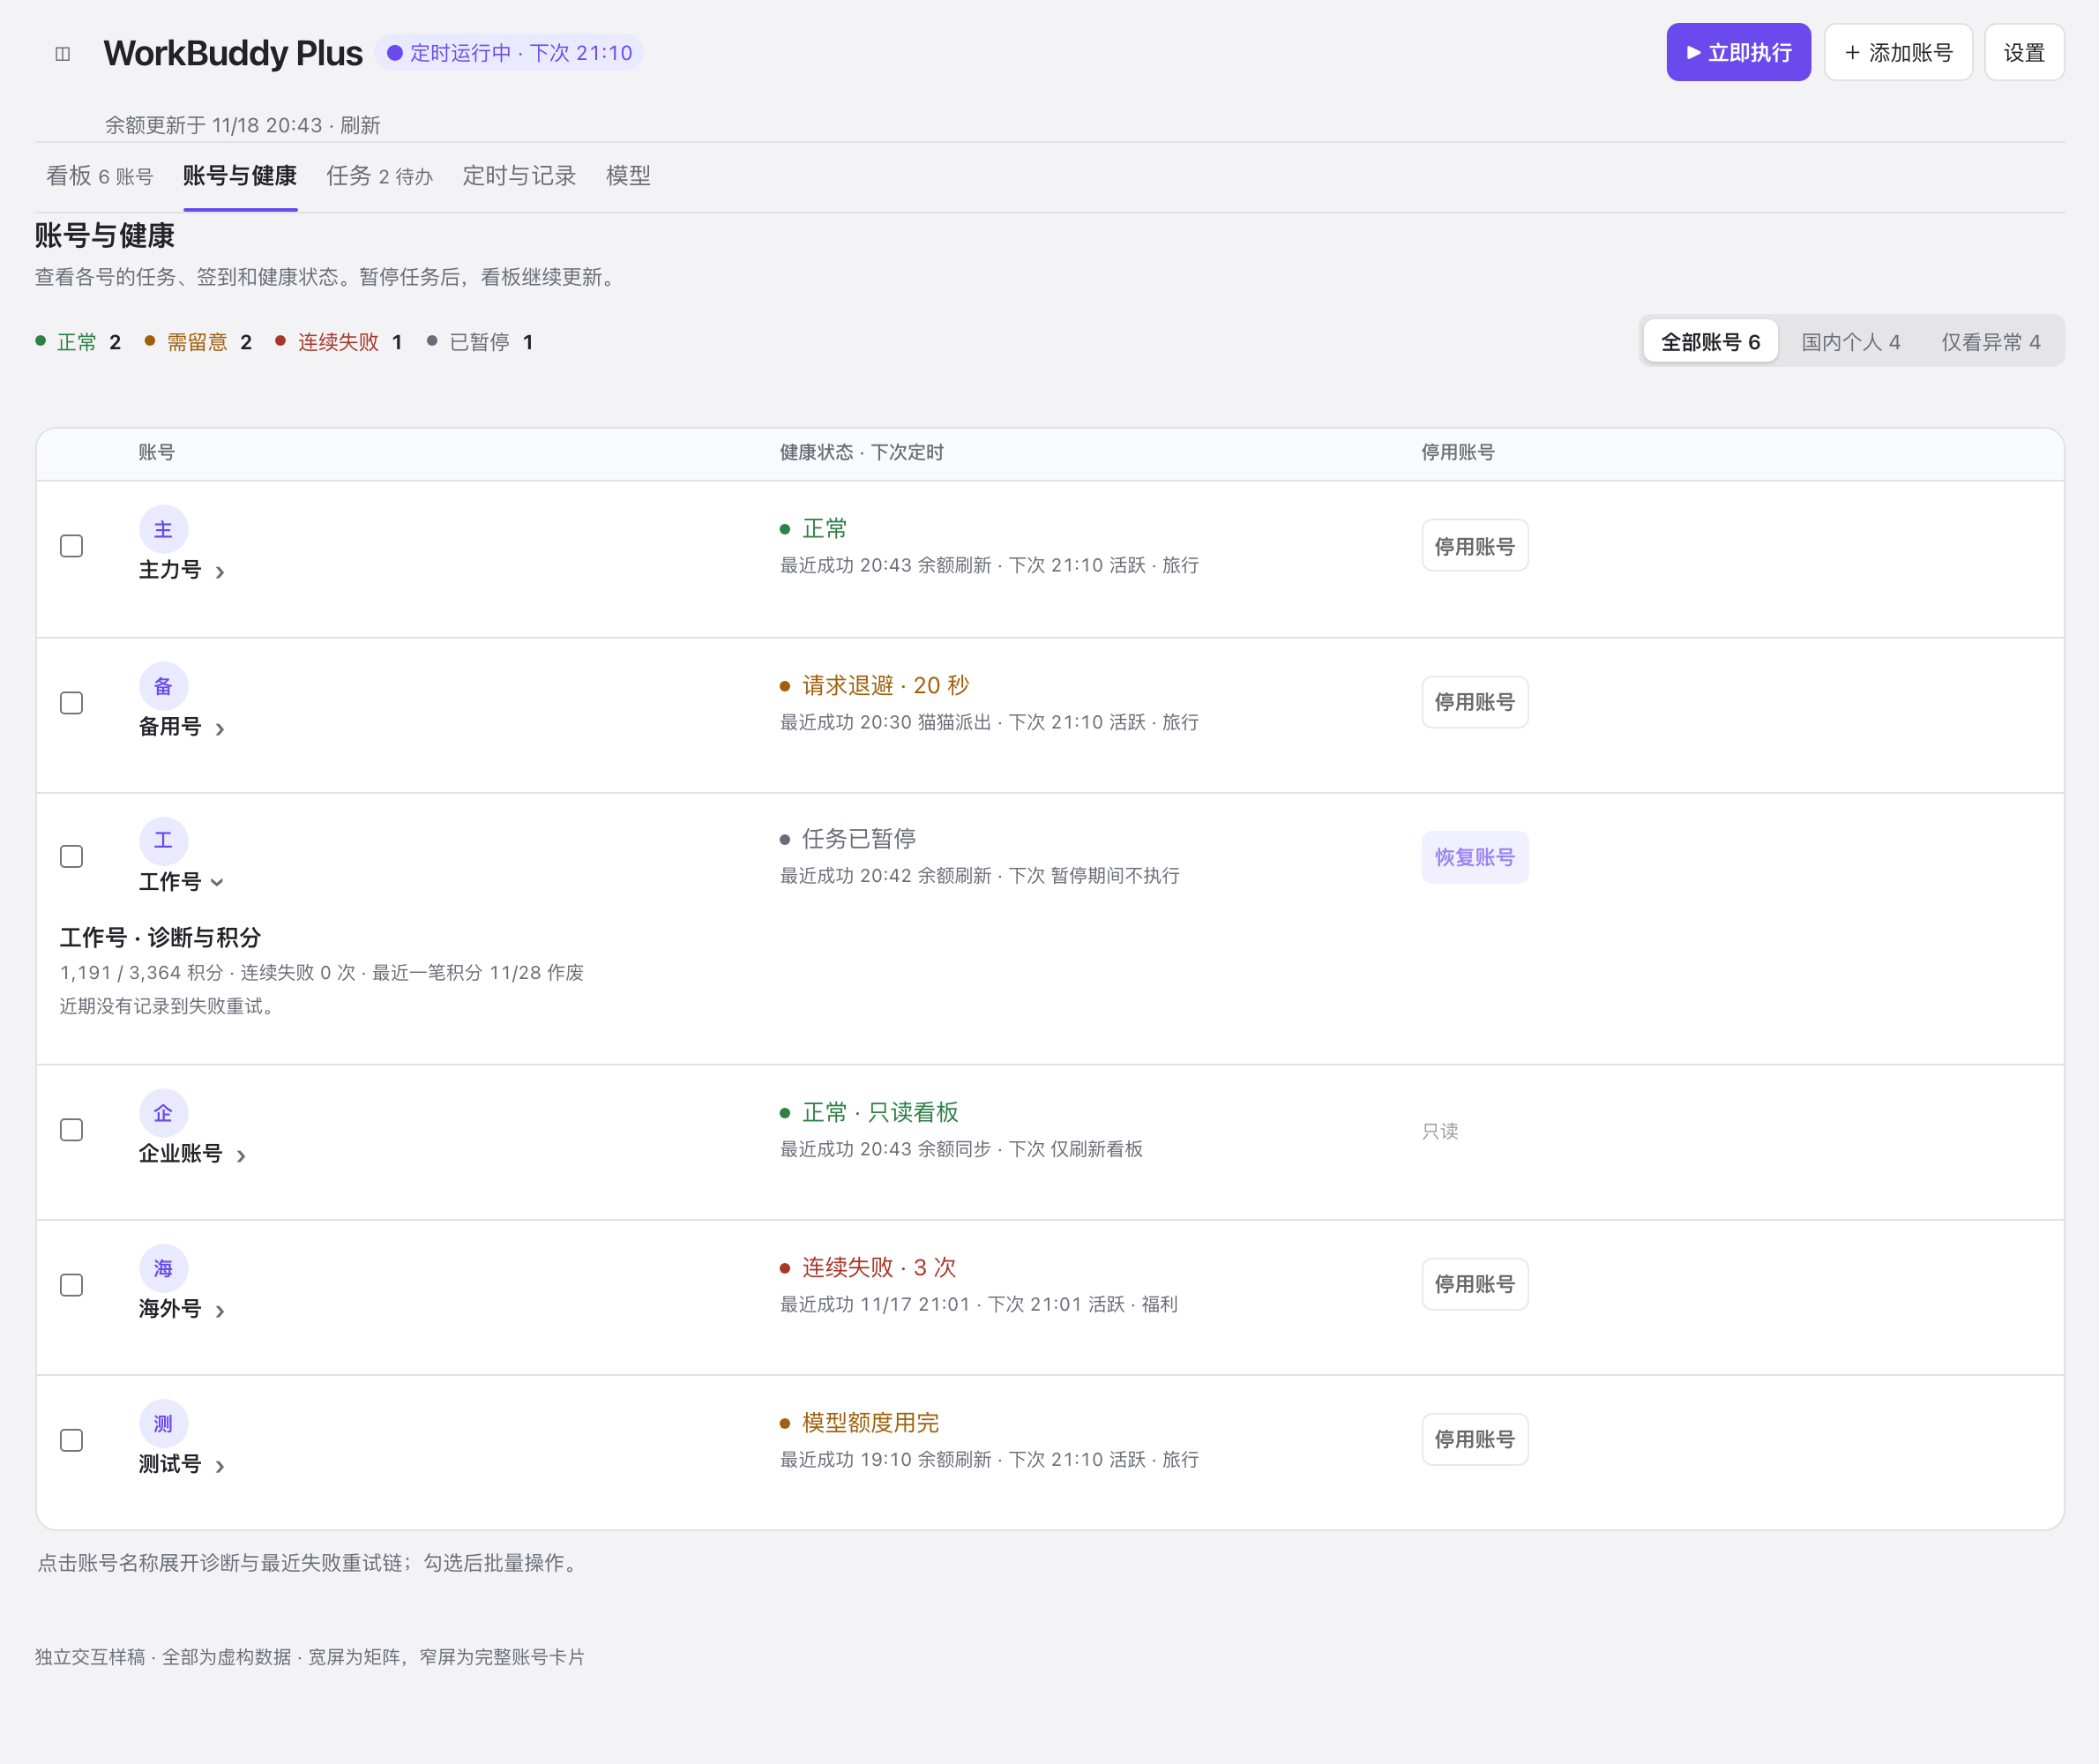 WorkBuddy Plus 定时运行中 · 下次 21:10 立即执行 + 添加账号 设置
余额更新于 11/18 20:43 · 刷新
看板 6 账号 账号与健康 任务 2 待办 定时与记录 模型
账号与健康
查看各号的任务、签到和健康状态。暂停任务后，看板继续更新。
正常 2 需留意 2 连续失败 1 已暂停 1 全部账号 6 国内个人 4 仅看异常 4
账号 健康状态 · 下次定时 停用账号
主
主力号
正常
最近成功 20:43 余额刷新 · 下次 21:10 活跃 · 旅行
停用账号
备
备用号
请求退避 · 20 秒
最近成功 20:30 猫猫派出 · 下次 21:10 活跃 · 旅行
停用账号
工
工作号
任务已暂停
最近成功 20:42 余额刷新 · 下次 暂停期间不执行
恢复账号
工作号 · 诊断与积分
1,191 / 3,364 积分 · 连续失败 0 次 · 最近一笔积分 11/28 作废
近期没有记录到失败重试。
企
企业账号
正常 · 只读看板
最近成功 20:43 余额同步 · 下次 仅刷新看板
只读
海
海外号
连续失败 · 3 次
最近成功 11/17 21:01 · 下次 21:01 活跃 · 福利
停用账号
测
测试号
模型额度用完
最近成功 19:10 余额刷新 · 下次 21:10 活跃 · 旅行
停用账号
点击账号名称展开诊断与最近失败重试链；勾选后批量操作。
独立交互样稿 · 全部为虚构数据 · 宽屏为矩阵，窄屏为完整账号卡片